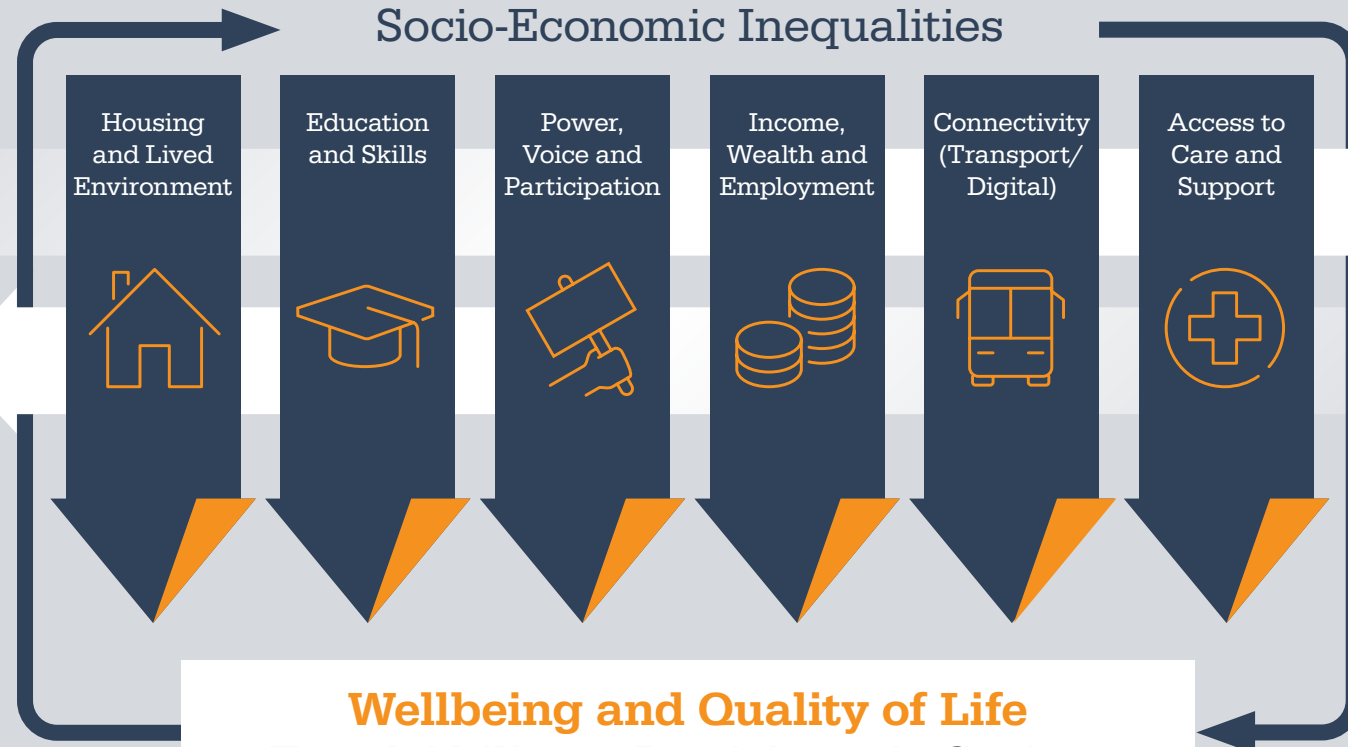 Socio-Economic Inequalities
Housing
and Lived
Environment
Education
and Skills
Power,
Voice and
Participation
Income,
Wealth and
Employment
Connectivity
(Transport/
Digital)
Access to
Care and
Support
Wellbeing and Quality of Life